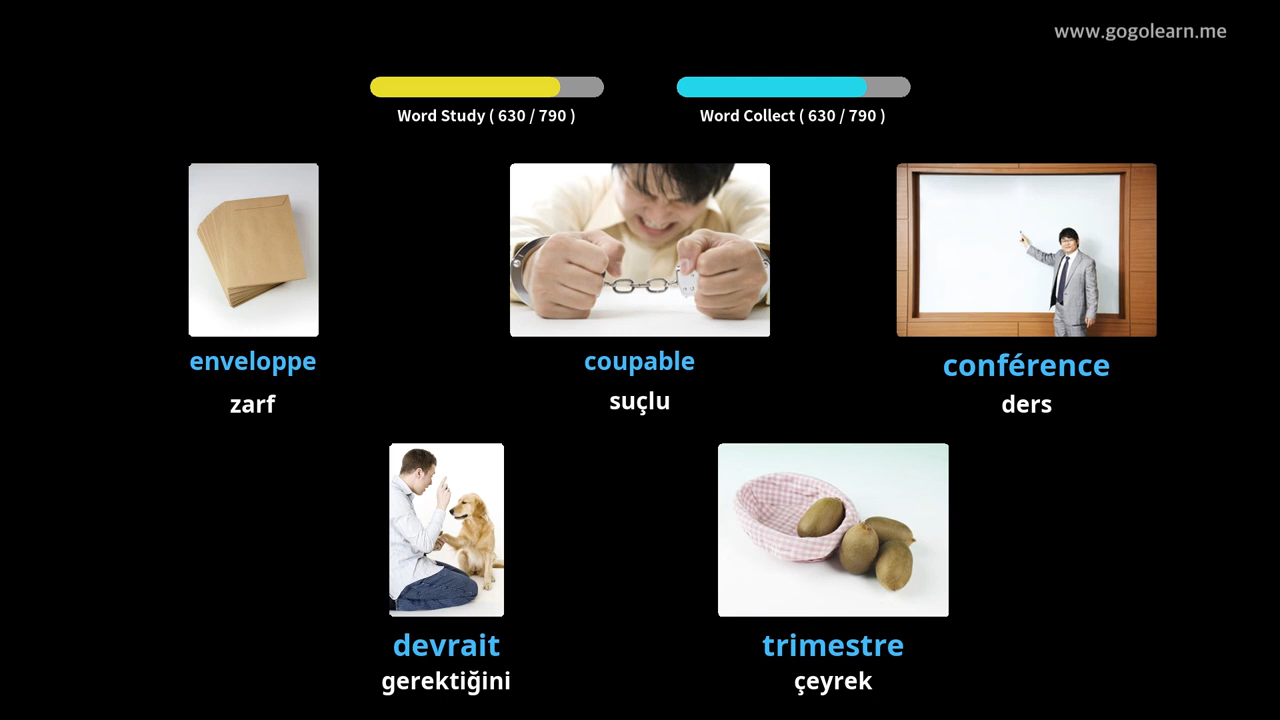 www.gogolearn.me
Word Study ( 630 / 790 )
Word Collect ( 630 / 790 )
enveloppe
zarf
coupable
suçlu
conférence
ders
devrait
gerektiğini
trimestre
çeyrek